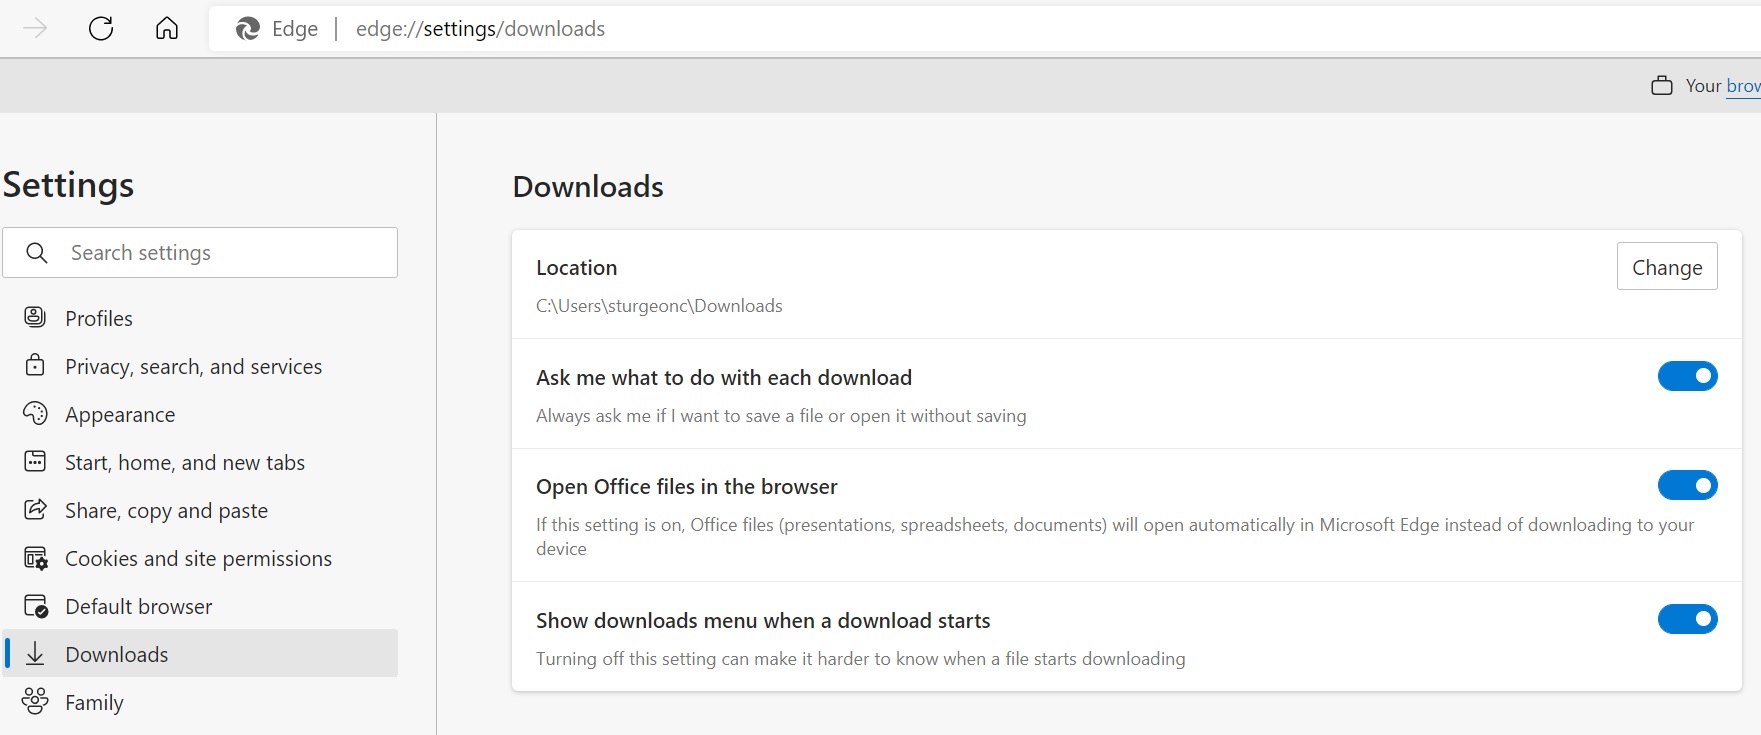 Edge | edge://settings/downloads
Your brow
Settings
Search settings
Profiles
Privacy, search, and services
Appearance
Start, home, and new tabs
Share, copy and paste
Cookies and site permissions
Default browser
Downloads
Family
Downloads
Location
Change
C:\Users\sturgeonc\Downloads
Ask me what to do with each download
Always ask me if I want to save a file or open it without saving
Open Office files in the browser
If this setting is on, Office files (presentations, spreadsheets, documents) will open automatically in Microsoft Edge instead of downloading to your
device
Show downloads menu when a download starts
Turning off this setting can make it harder to know when a file starts downloading